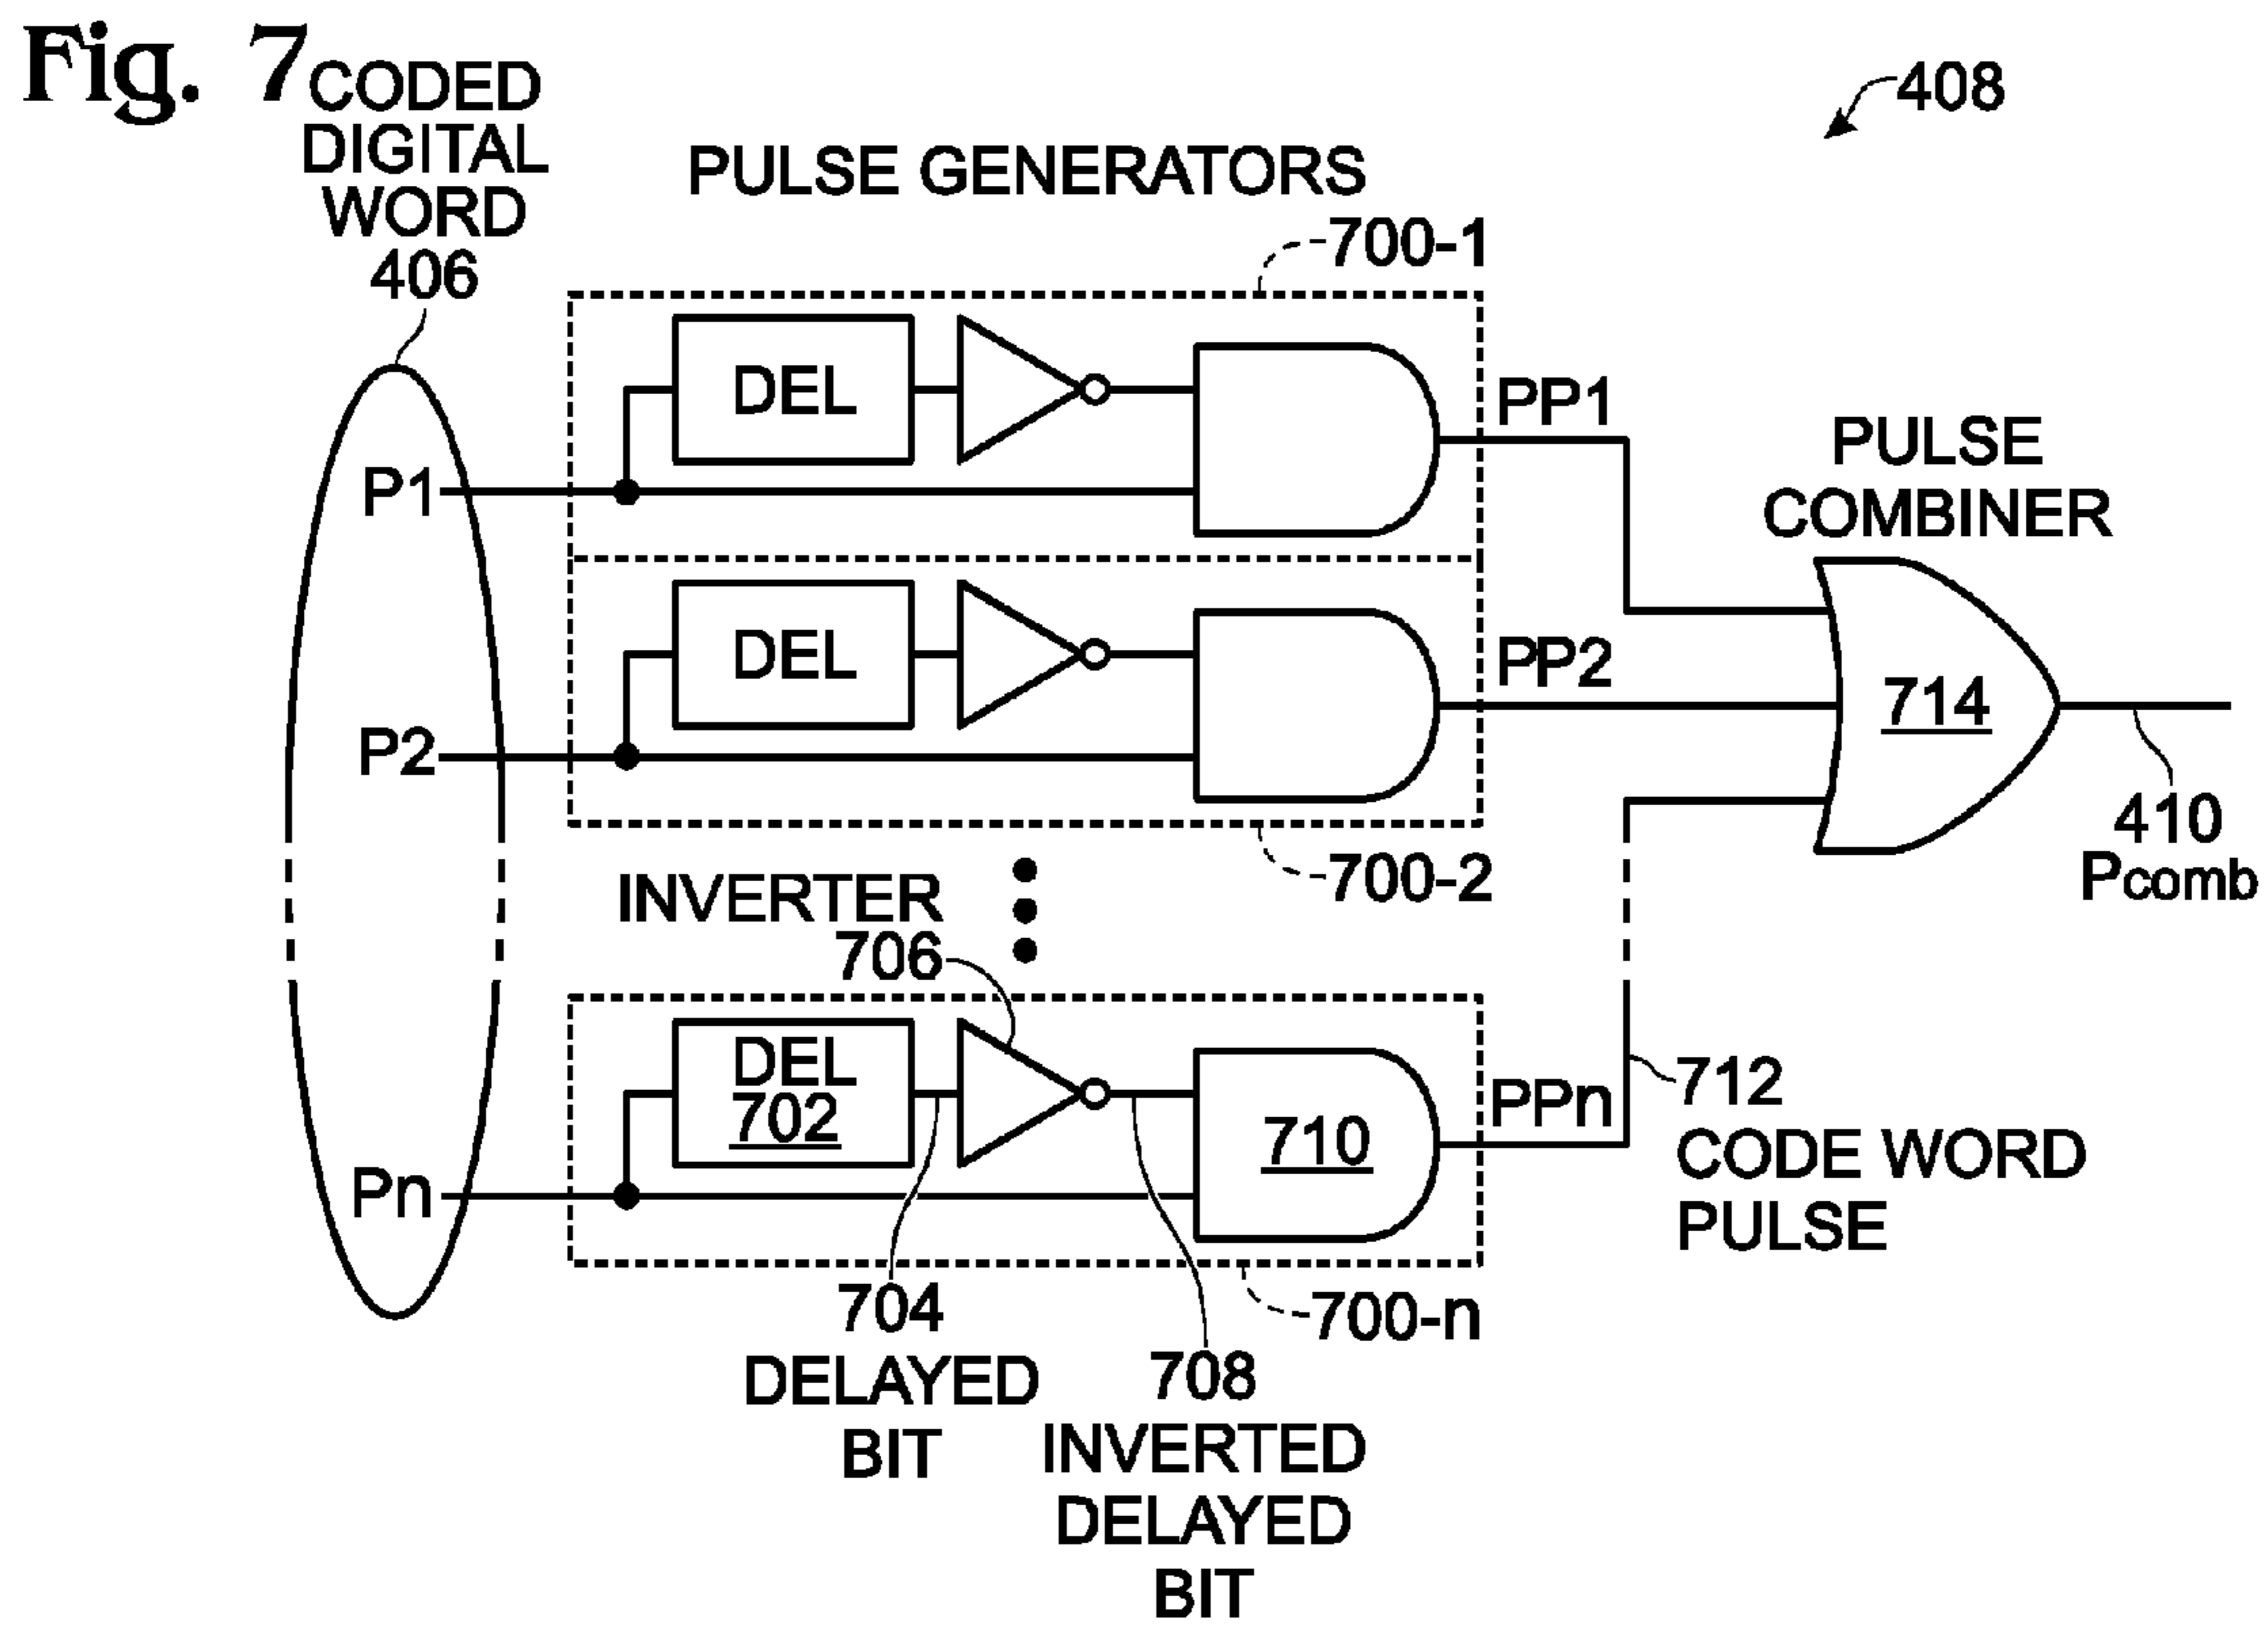 Fig. 7
CODED
DIGITAL
WORD
406
408
PULSE GENERATORS
700-1
DEL
P1
PP1
PULSE
COMBINER
DEL
P2
PP2
714
410
Pcomb
700-2
INVERTER
706
DEL
702
710
Pn
PPn
712
CODE WORD
PULSE
704
DELAYED
BIT
708
INVERTED
DELAYED
BIT
700-n